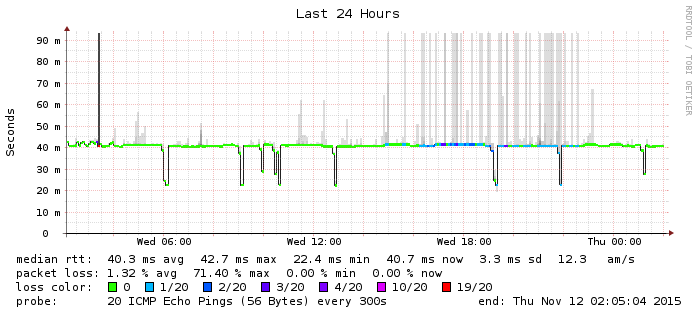 Last 24 Hours
RRDTOOL / TOBI OETIKER
Seconds
90 m
80 m
70 m
60 m
50 m
40 m
30 m
20 m
10 m
0
Wed 06:00 Wed 12:00 Wed 18:00 Thu 00:00
median rtt: 40.3 ms avg 42.7 ms max 22.4 ms min 40.7 ms now 3.3 ms sd 12.3 am/s
packet loss: 1.32 % avg 71.40 % max 0.00 % min 0.00 % now
loss color: 0 1/20 2/20 3/20 4/20 10/20 19/20
probe: 20 ICMP Echo Pings (56 Bytes) every 300s end: Thu Nov 12 02:05:04 2015